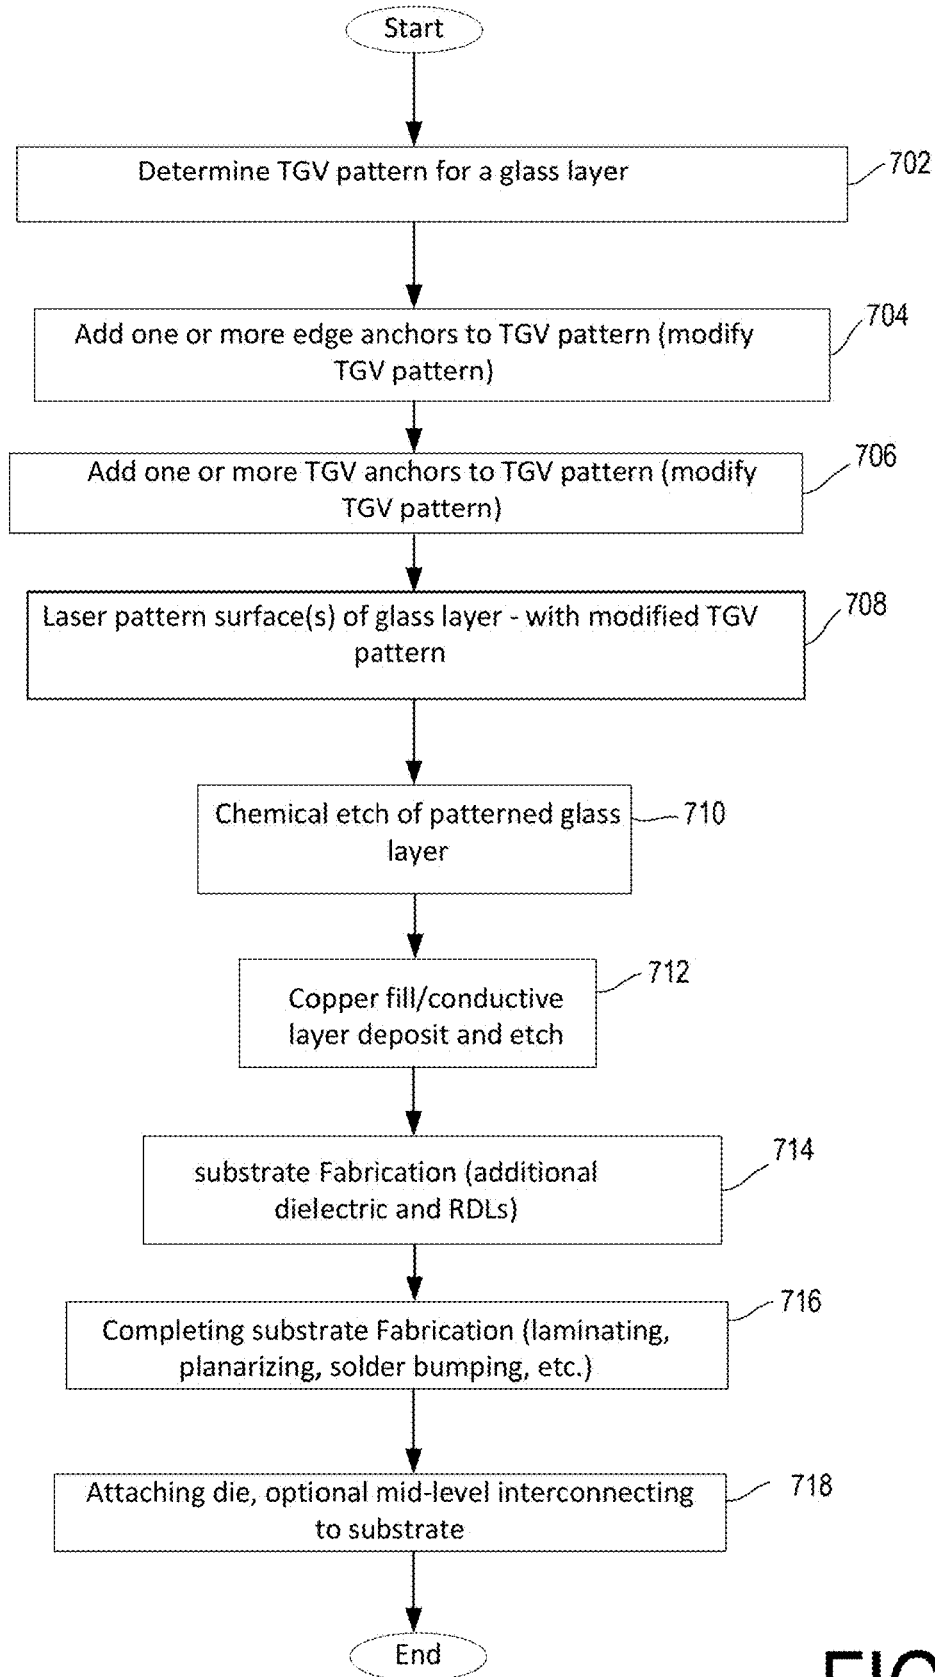 Start
Determine TGV pattern for a glass layer
702
Add one or more edge anchors to TGV pattern (modify
TGV pattern)
704
Add one or more TGV anchors to TGV pattern (modify
TGV pattern)
706
Laser pattern surface(s) of glass layer - with modified TGV
pattern
708
Chemical etch of patterned glass
layer
710
Copper fill/conductive
layer deposit and etch
712
substrate Fabrication (additional
dielectric and RDLs)
714
Completing substrate Fabrication (laminating,
planarizing, solder bumping, etc.)
716
Attaching die, optional mid-level interconnecting
to substrate
718
End